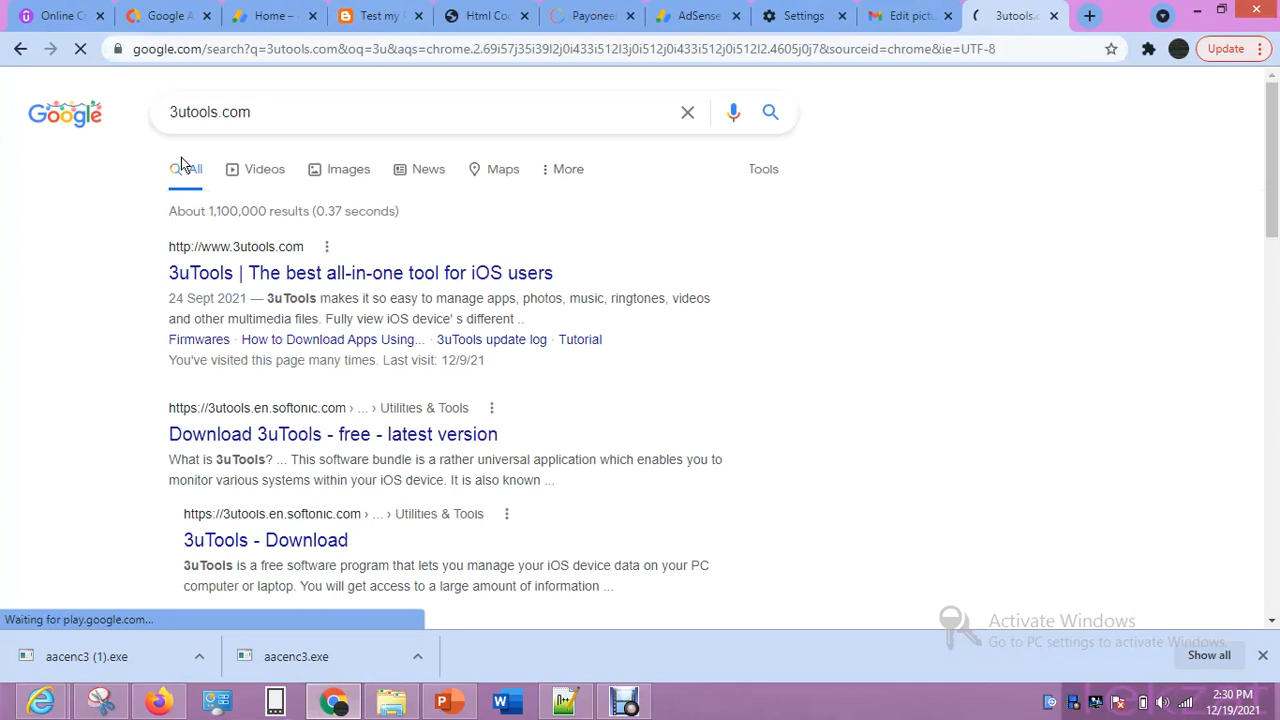 Online C
Google A
Home –
Test my
Html Co
Payonee
AdSense
Settings
Edit pict
3utools.
google.com/search?q=3utools.com&oq=3u&aqs=chrome.2.69i57j35i39l2j0i433i512l3j0i512j0i433i512j0i512l2.4605j0j7&sourceid=chrome&ie=UTF-8
Update
Google
3utools.com
All
Videos
Images
News
Maps
More
Tools
About 1,100,000 results (0.37 seconds)
http://www.3utools.com
3uTools | The best all-in-one tool for iOS users
24 Sept 2021 — 3uTools makes it so easy to manage apps, photos, music, ringtones, videos
and other multimedia files. Fully view iOS device' s different ..
Firmwares · How to Download Apps Using... · 3uTools update log · Tutorial
You've visited this page many times. Last visit: 12/9/21
https://3utools.en.softonic.com › ... › Utilities & Tools
Download 3uTools - free - latest version
What is 3uTools? ... This software bundle is a rather universal application which enables you to
monitor various systems within your iOS device. It is also known ...
https://3utools.en.softonic.com › ... › Utilities & Tools
3uTools - Download
3uTools is a free software program that lets you manage your iOS device data on your PC
computer or laptop. You will get access to a large amount of information ...
Waiting for play.google.com...
Activate Windows
Go to PC settings to activate Windows.
aacenc3 (1).exe
aacenc3.exe
Show all
2:30 PM
12/19/2021